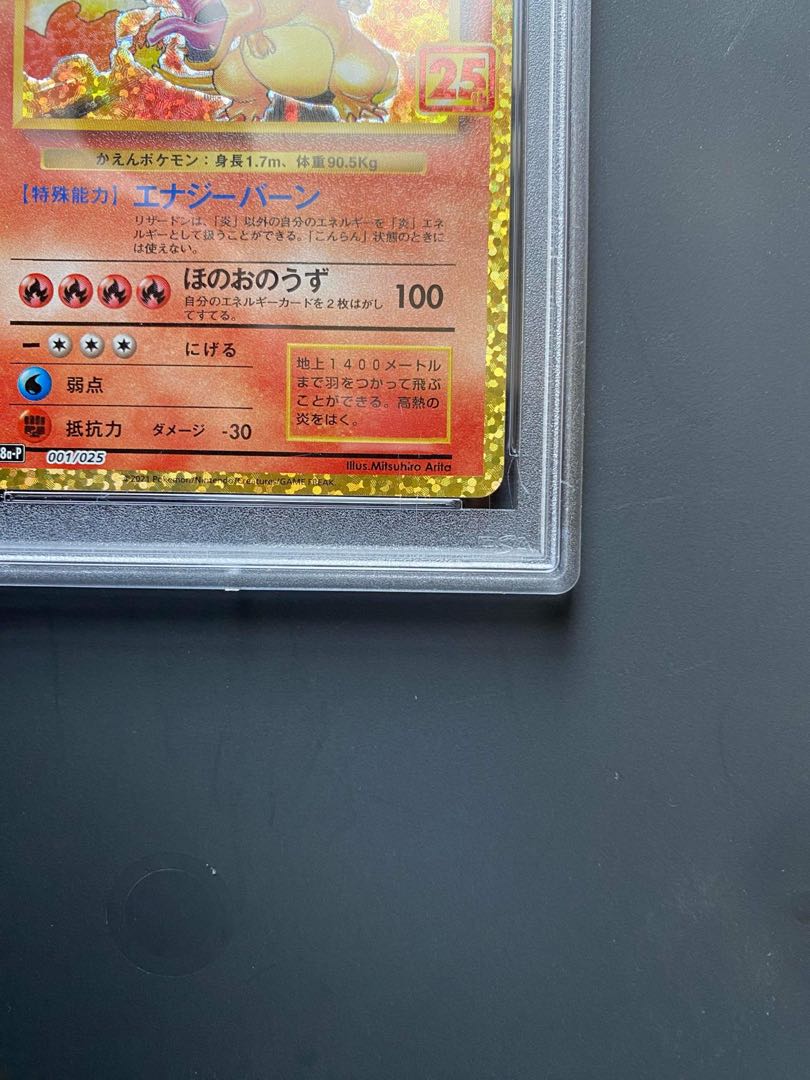 25
かえんポケモン：身長1.7m、体重90.5Kg
【特殊能力】エナジーバーン
リザードンは、「炎」以外の自分のエネルギーを「炎」エネ
ルギーとして扱うことができる。「こんらん」状態のときに
は使えない。
ほのおのうず 100
自分のエネルギーカードを2枚はがし
てすてる。
ー にげる
弱点
抵抗力 ダメージ -30
地上1400メートル
まで羽をつかって飛ぶ
ことができる。高熱の
炎をはく。
8a-P 001/025
Illus.Mitsuhiro Arita
©2021 Pokémon/Nintendo/Creatures/GAME FREAK.